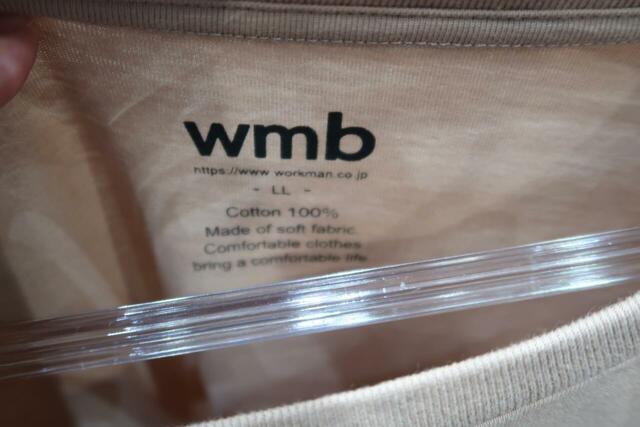 wmb
https://www workman.co.jp
- LL -
Cotton 100%
Made of soft fabric.
Comfortable clothes
bring a comfortable life.